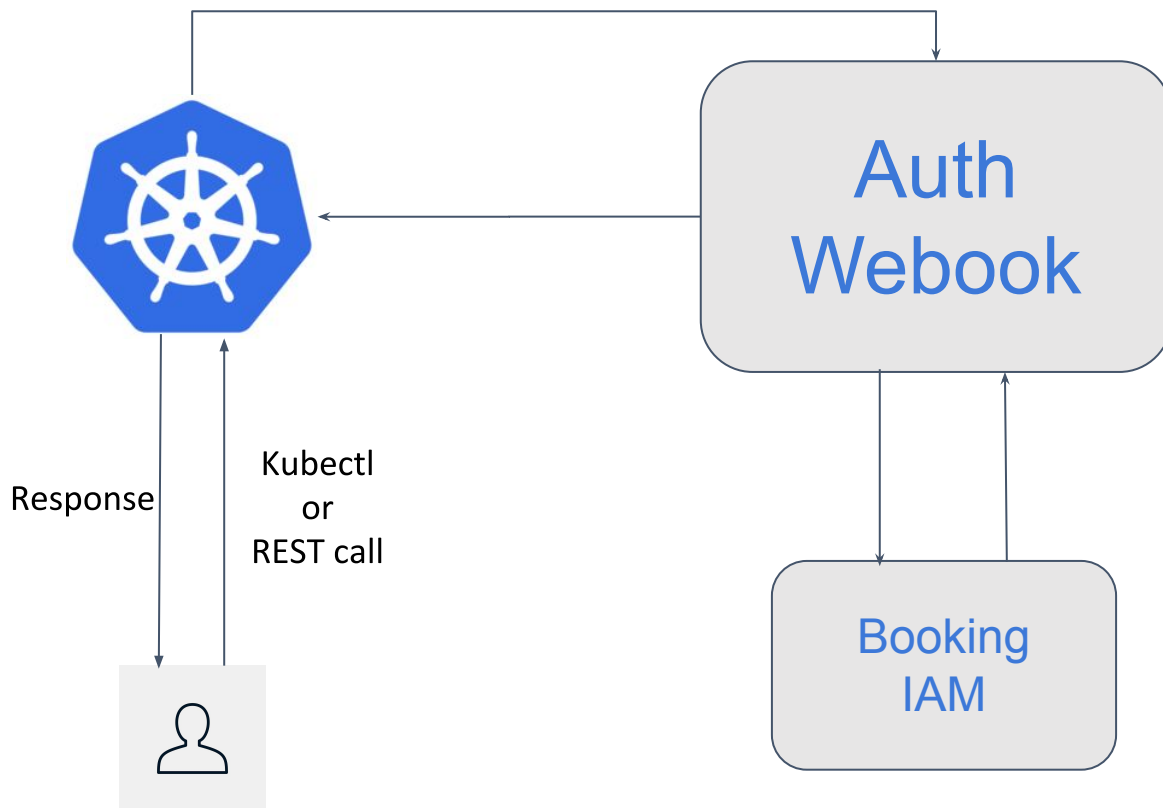 Auth
Webook
Kubectl
or
REST call
Response
Booking
IAM